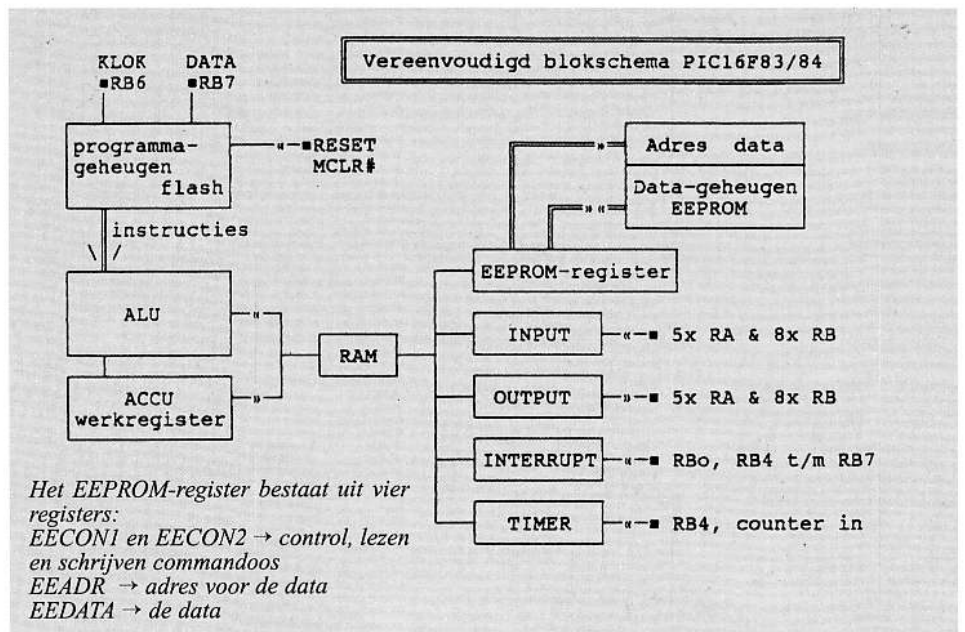 KLOK DATA
■RB6 ■RB7
Vereenvoudigd blokschema PIC16F83/84
programma-
geheugen
flash
«─■RESET
MCLR#
instructies
Adres data
Data-geheugen
EEPROM
EEPROM-register
ALU
ACCU
werkregister
RAM
INPUT «─■ 5x RA & 8x RB
OUTPUT »─■ 5x RA & 8x RB
INTERRUPT «─■ RBo, RB4 t/m RB7
TIMER «─■ RB4, counter in
Het EEPROM-register bestaat uit vier
registers:
EECON1 en EECON2 → control, lezen
en schrijven commandoos
EEADR → adres voor de data
EEDATA → de data